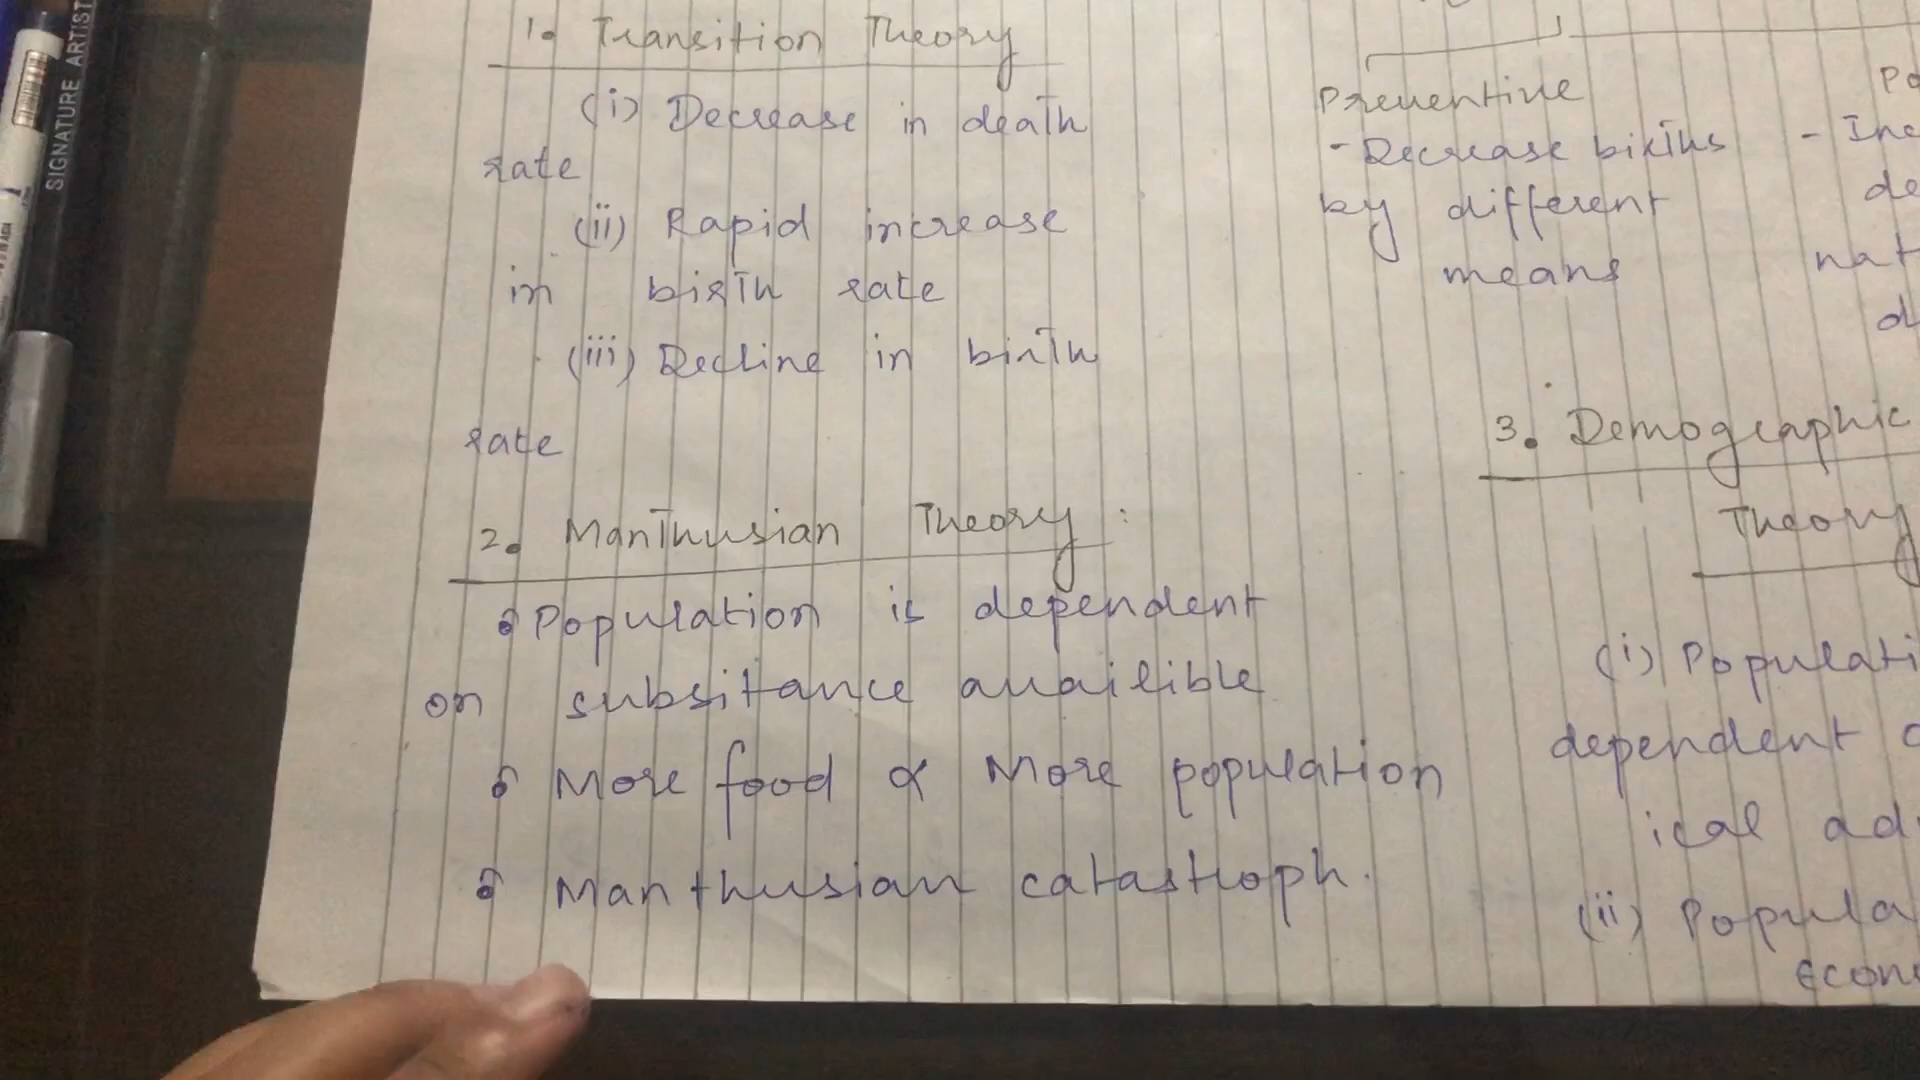 SIGNATURE ARTIST
1. Transition Theory
(i) Decrease in death
rate
(ii) Rapid increase
in birth rate
(iii) Decline in birth
rate
2. Manthusian Theory :
Population is dependent
on subsitance availible
More food ∝ More population
Manthusian catastroph.
Preventive
- Decrease births
by different
means
Po
- Inc
de
nat
d
3. Demographic
Theory
(i) Populati
dependent
ical ad
(ii) Popula
Econ